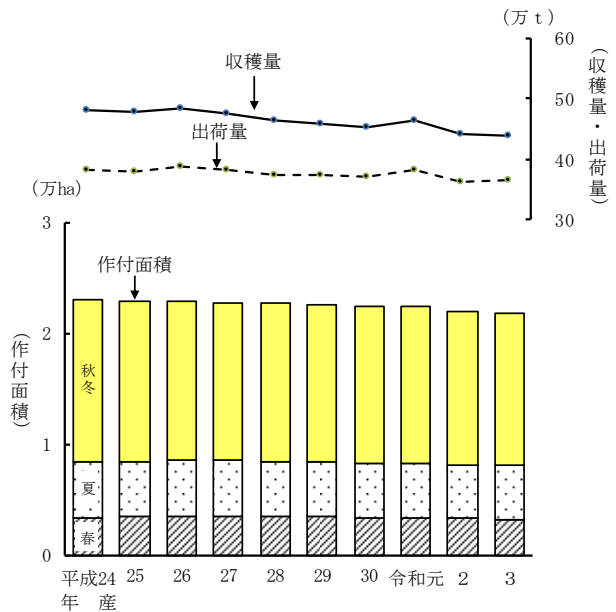 （万ｔ）
60
50
40
30
（収穫量・出荷量）
収穫量
出荷量
（万ha）
3
2
1
0
（作付面積）
作付面積
秋冬
夏
春
平成24年産
25
26
27
28
29
30
令和元
２
３